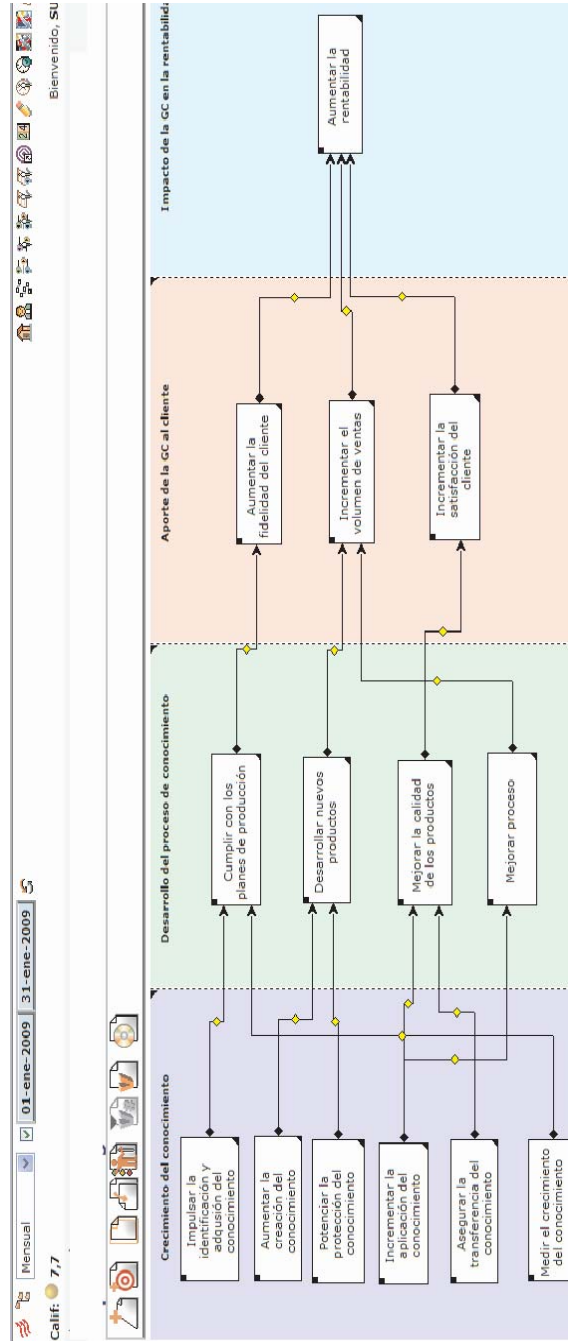 Mensual
01-ene-2009
31-ene-2009
24
Calif:
7,7
Bienvenido, SU
Crecimiento del conocimiento
Desarrollo del proceso de conocimiento
Aporte de la GC al cliente
Impacto de la GC en la rentabilida
Impulsar la
identificación y
adqusión del
conocimiento
Aumentar la
creación del
conocimiento
Potenciar la
protección del
conocimiento
Incrementar la
aplicación del
conocimiento
Asegurar la
transferencia del
conocimiento
Medir el crecimiento
del conocimiento
Cumplir con los
planes de producción
Desarrollar nuevos
productos
Mejorar la calidad
de los productos
Mejorar proceso
Aumentar la
fidelidad del cliente
Incrementar el
volumen de ventas
Incrementar la
satisfacción del
cliente
Aumentar la
rentabilidad